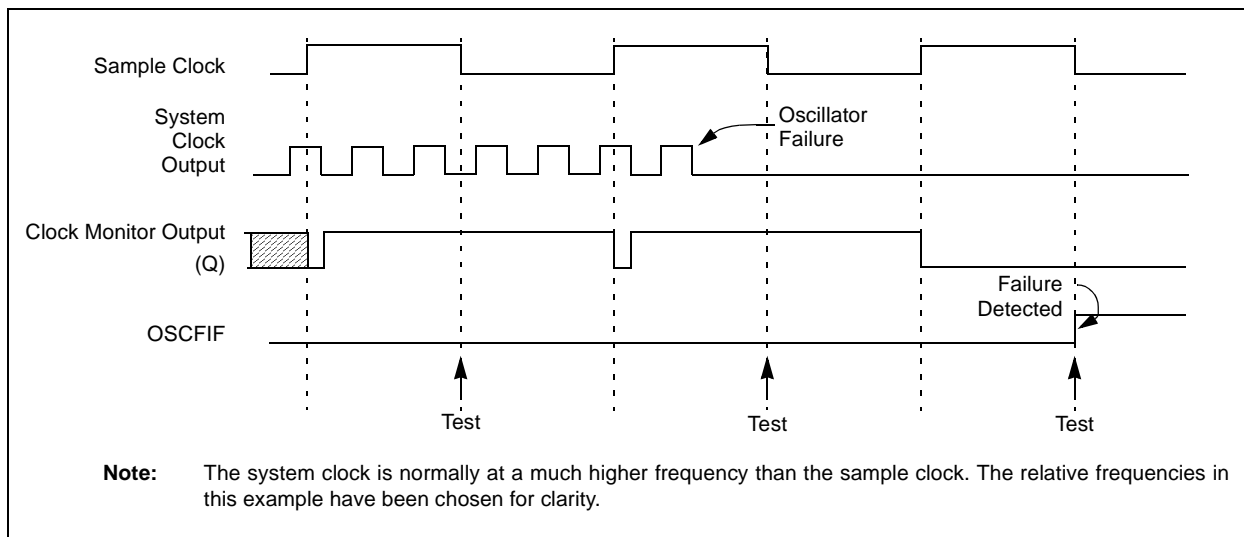 Sample Clock
System
Clock
Output
Oscillator
Failure
Clock Monitor Output
(Q)
Failure
Detected
OSCFIF
Test
Test
Test
Note: The system clock is normally at a much higher frequency than the sample clock. The relative frequencies in
this example have been chosen for clarity.